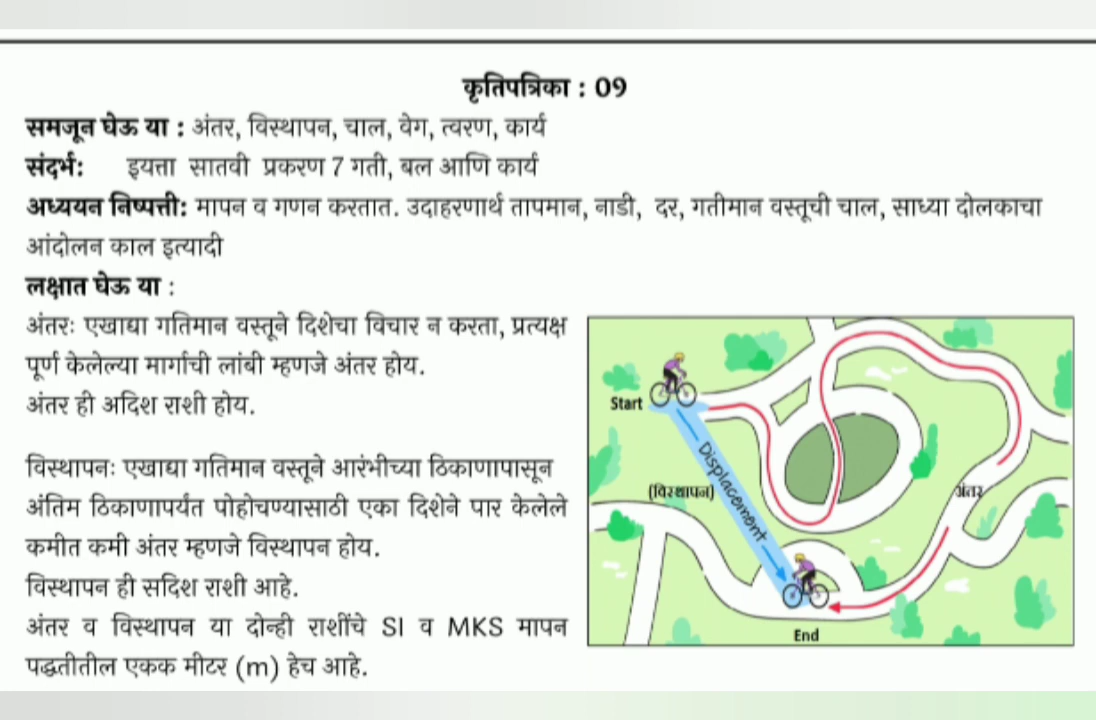 कृतिपत्रिका : 09
समजून घेऊ या : अंतर, विस्थापन, चाल, वेग, त्वरण, कार्य
संदर्भ: इयत्ता सातवी प्रकरण 7 गती, बल आणि कार्य
अध्ययन निष्पत्ती: मापन व गणन करतात. उदाहरणार्थ तापमान, नाडी, दर, गतीमान वस्तूची चाल, साध्या दोलकाचा
आंदोलन काल इत्यादी
लक्षात घेऊ या :
अंतरः एखाद्या गतिमान वस्तूने दिशेचा विचार न करता, प्रत्यक्ष
पूर्ण केलेल्या मार्गाची लांबी म्हणजे अंतर होय.
अंतर ही अदिश राशी होय.
विस्थापनः एखाद्या गतिमान वस्तूने आरंभीच्या ठिकाणापासून
अंतिम ठिकाणापर्यंत पोहोचण्यासाठी एका दिशेने पार केलेले
कमीत कमी अंतर म्हणजे विस्थापन होय.
विस्थापन ही सदिश राशी आहे.
अंतर व विस्थापन या दोन्ही राशींचे SI व MKS मापन
पद्धतीतील एकक मीटर (m) हेच आहे.
Start
Displacement
(विस्थापन)
अंतर
End